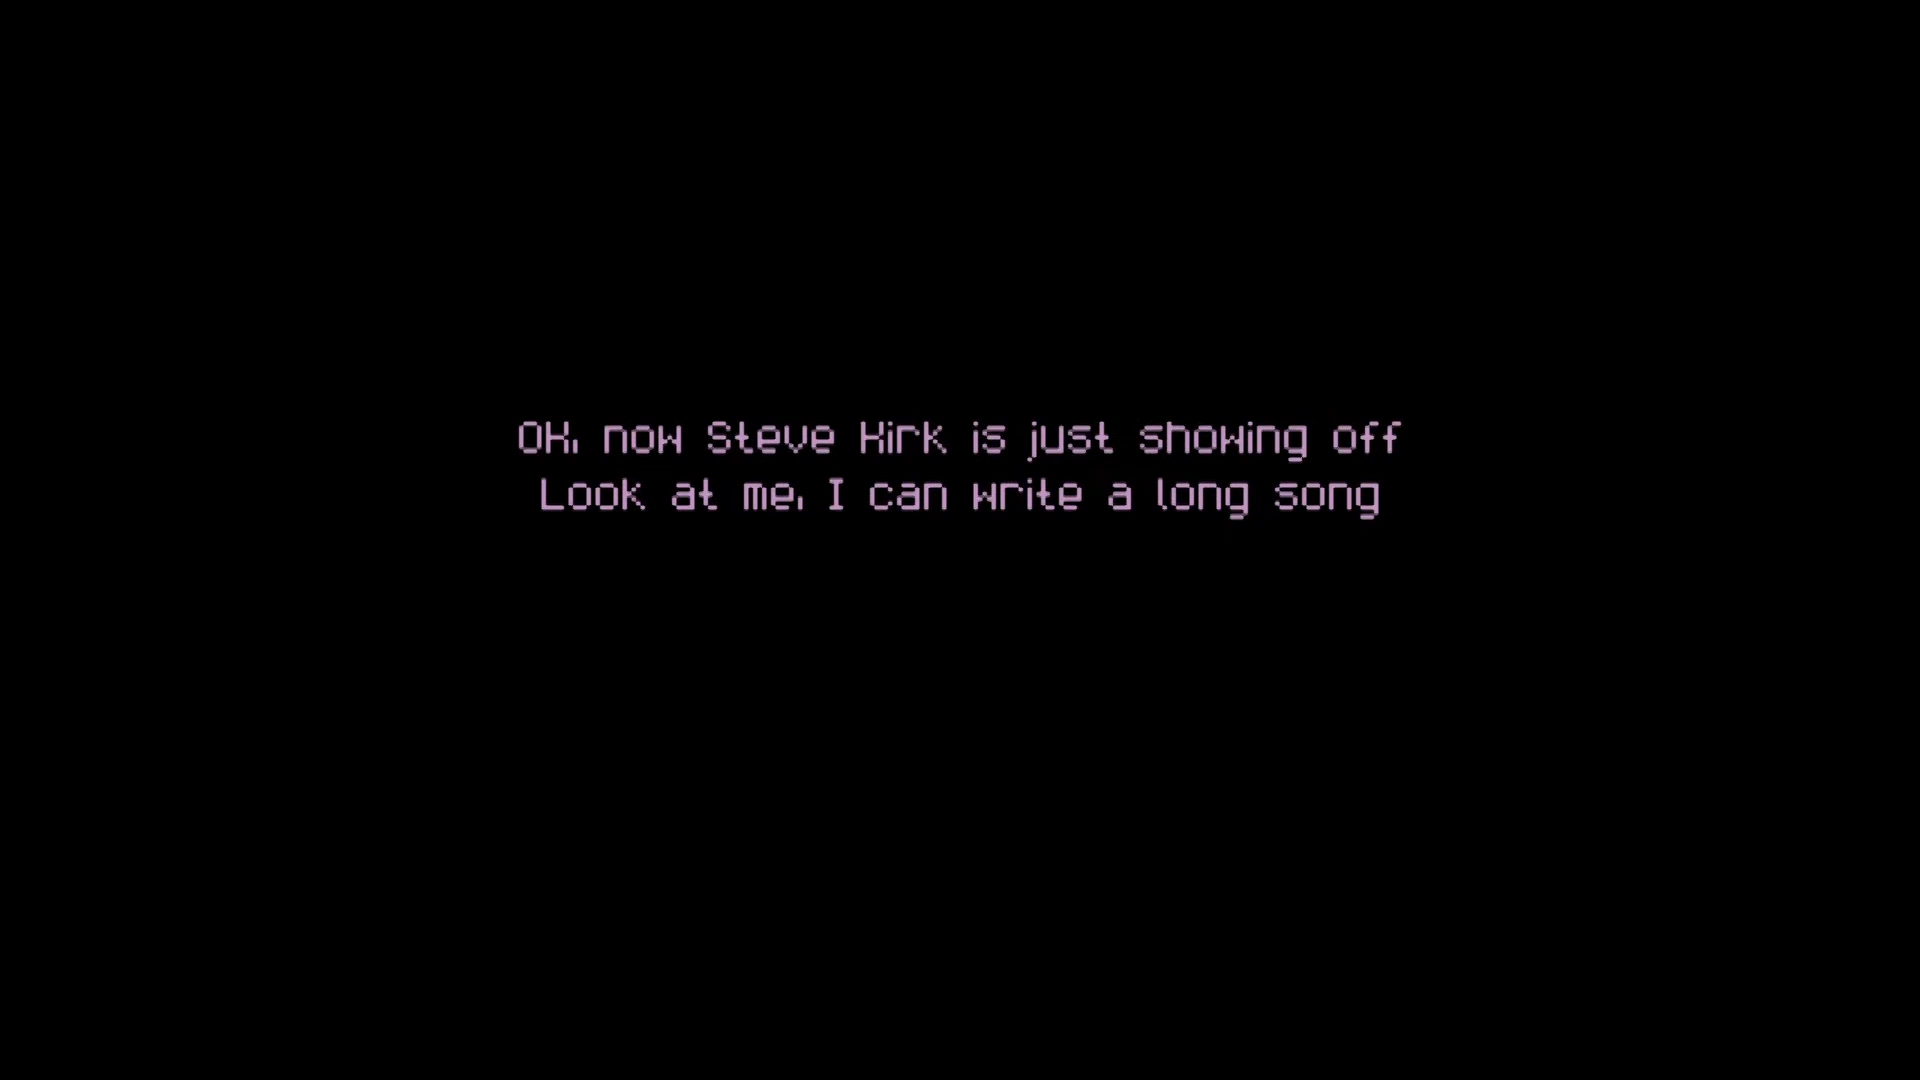 OK, now Steve Kirk is just showing off
Look at me, I can write a long song